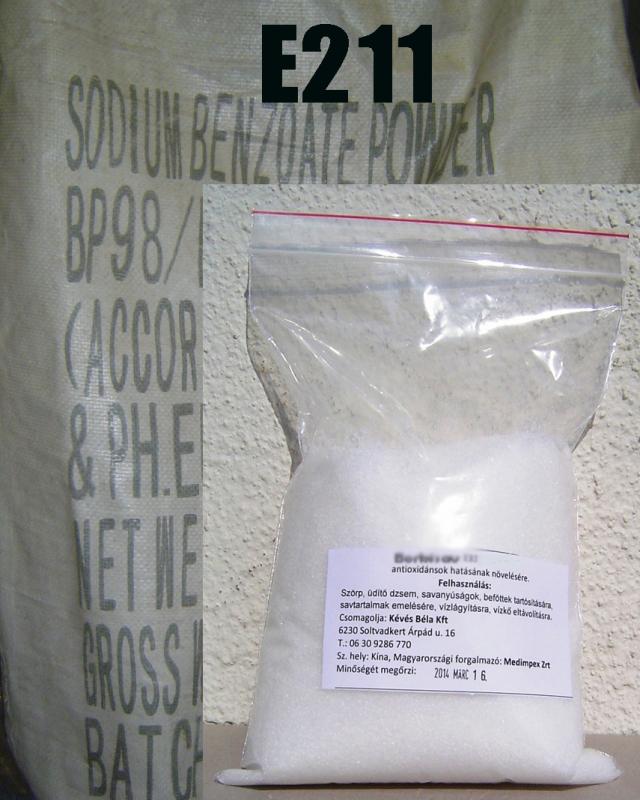 E211
SODIUM BENZOATE POWDER
BP98/
(ACCOR
& PH.E
NET WE
GROSS
BATCH
antioxidánsok hatásának növelésére.
Felhasználás:
Szörp, üdítő dzsem, savanyúságok, befőttek tartósítására,
savtartalmak emelésére, vízlágyításra, vízkő eltávolításra.
Csomagolja: Kévés Béla Kft
6230 Soltvadkert Árpád u. 16
T.: 06 30 9286 770
Sz. hely: Kína, Magyarországi forgalmazó: Medimpex Zrt
Minőségét megőrzi: 2014 MÁRC 16.